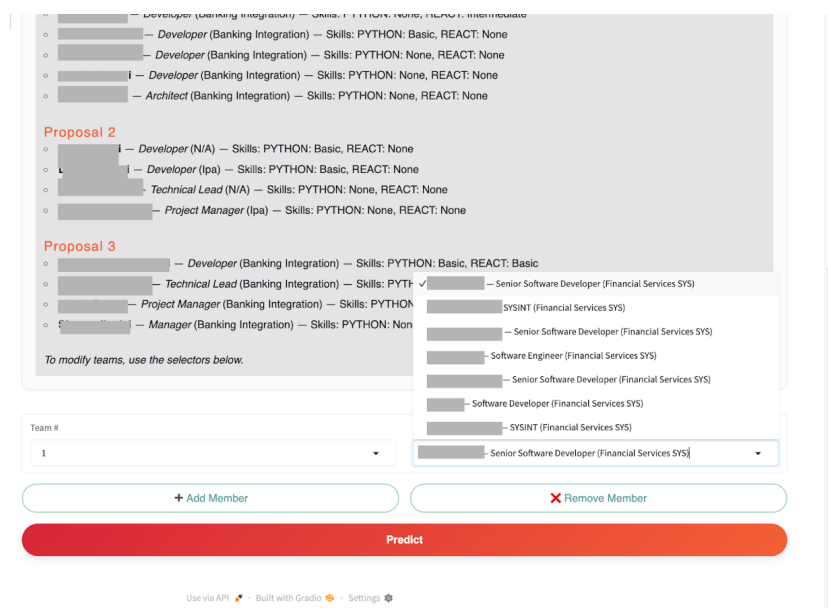 — Developer (Banking Integration) — Skills: PYTHON: None, REACT: Intermediate
— Developer (Banking Integration) — Skills: PYTHON: Basic, REACT: None
— Developer (Banking Integration) — Skills: PYTHON: None, REACT: None
i — Developer (Banking Integration) — Skills: PYTHON: None, REACT: None
— Architect (Banking Integration) — Skills: PYTHON: None, REACT: None
Proposal 2
i — Developer (N/A) — Skills: PYTHON: Basic, REACT: None
i — Developer (Ipa) — Skills: PYTHON: Basic, REACT: None
- Technical Lead (N/A) — Skills: PYTHON: None, REACT: None
— Project Manager (Ipa) — Skills: PYTHON: None, REACT: None
Proposal 3
— Developer (Banking Integration) — Skills: PYTHON: Basic, REACT: Basic
— Technical Lead (Banking Integration) — Skills: PYTH
— Project Manager (Banking Integration) — Skills: PYTHON
— Manager (Banking Integration) — Skills: PYTHON: Non
To modify teams, use the selectors below.
✓ — Senior Software Developer (Financial Services SYS)
SYSINT (Financial Services SYS)
— Senior Software Developer (Financial Services SYS)
– Software Engineer (Financial Services SYS)
— Senior Software Developer (Financial Services SYS)
– Software Developer (Financial Services SYS)
– SYSINT (Financial Services SYS)
Team #
1
– Senior Software Developer (Financial Services SYS)
+ Add Member
❌ Remove Member
Predict
Use via API · Built with Gradio · Settings